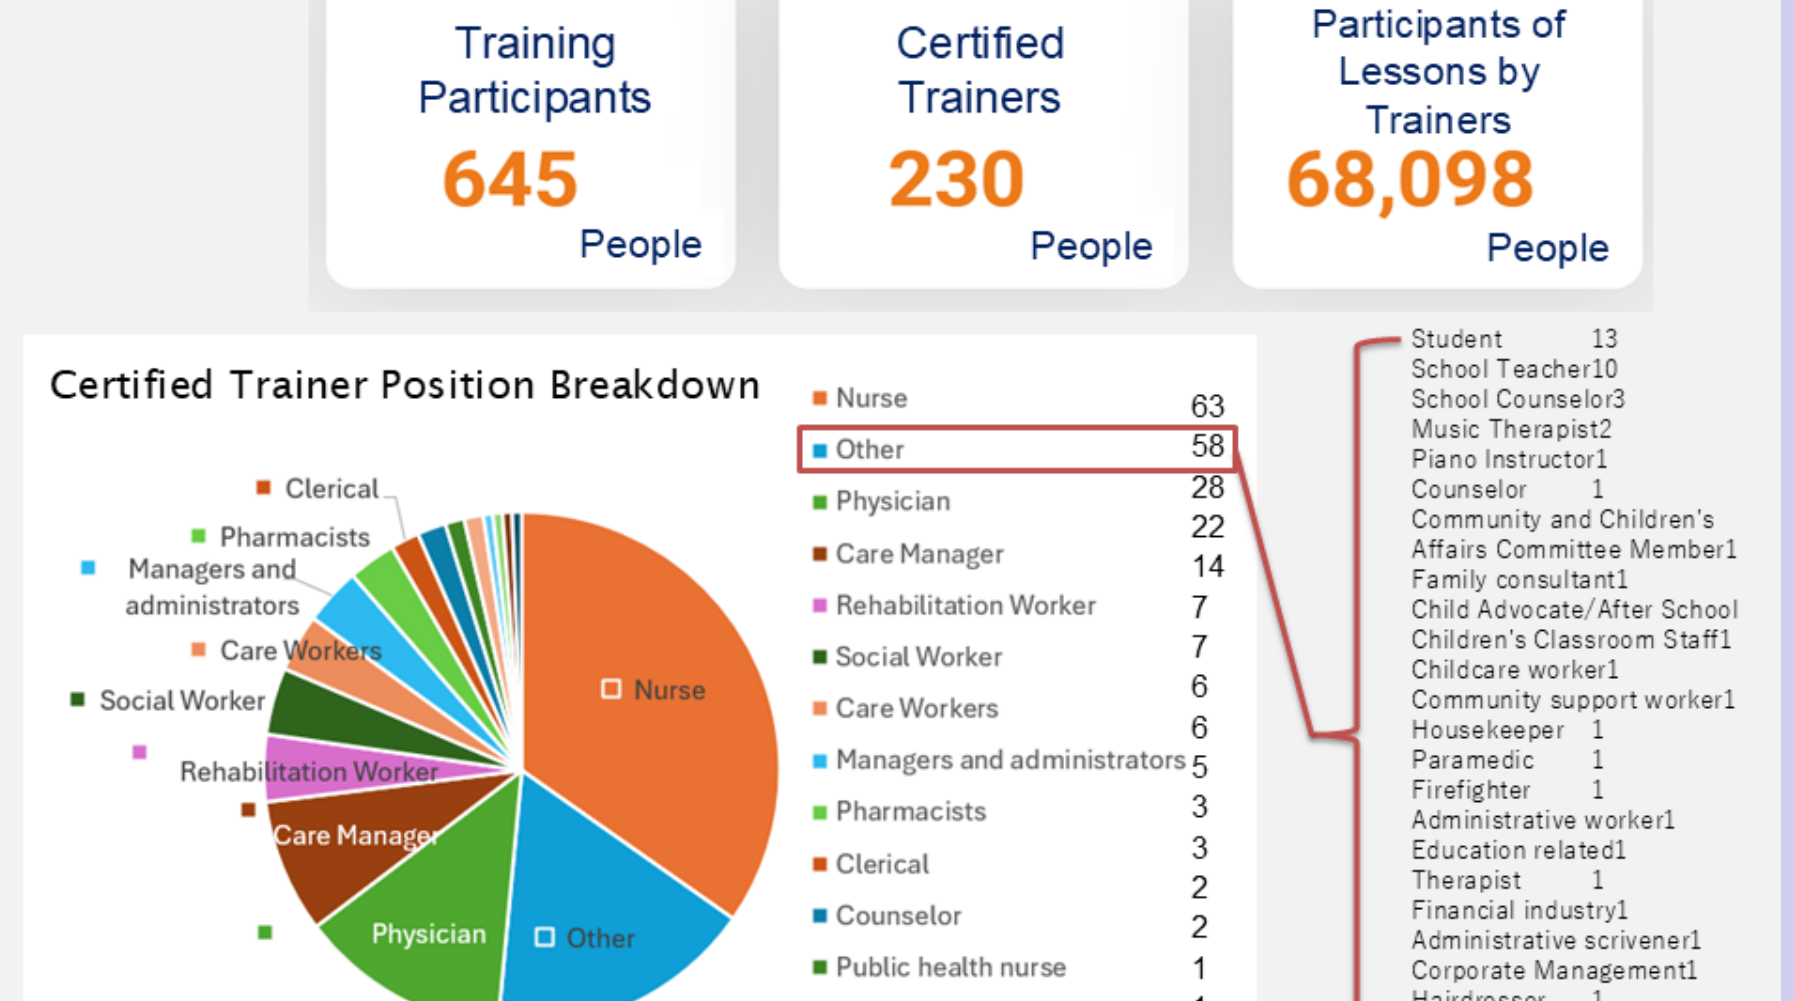 Training
Participants
645
People
Certified
Trainers
230
People
Participants of
Lessons by
Trainers
68,098
People
Certified Trainer Position Breakdown
Clerical
Pharmacists
Managers and
administrators
Care Workers
Social Worker
Rehabilitation Worker
Care Manager
Physician
Other
Nurse
Nurse
Other
Physician
Care Manager
Rehabilitation Worker
Social Worker
Care Workers
Managers and administrators
Pharmacists
Clerical
Counselor
Public health nurse
63
58
28
22
14
7
7
6
6
5
3
3
2
2
1
Student 13
School Teacher10
School Counselor3
Music Therapist2
Piano Instructor1
Counselor 1
Community and Children's
Affairs Committee Member1
Family consultant1
Child Advocate/After School
Children's Classroom Staff1
Childcare worker1
Community support worker1
Housekeeper 1
Paramedic 1
Firefighter 1
Administrative worker1
Education related1
Therapist 1
Financial industry1
Administrative scrivener1
Corporate Management1
Hairdresser 1